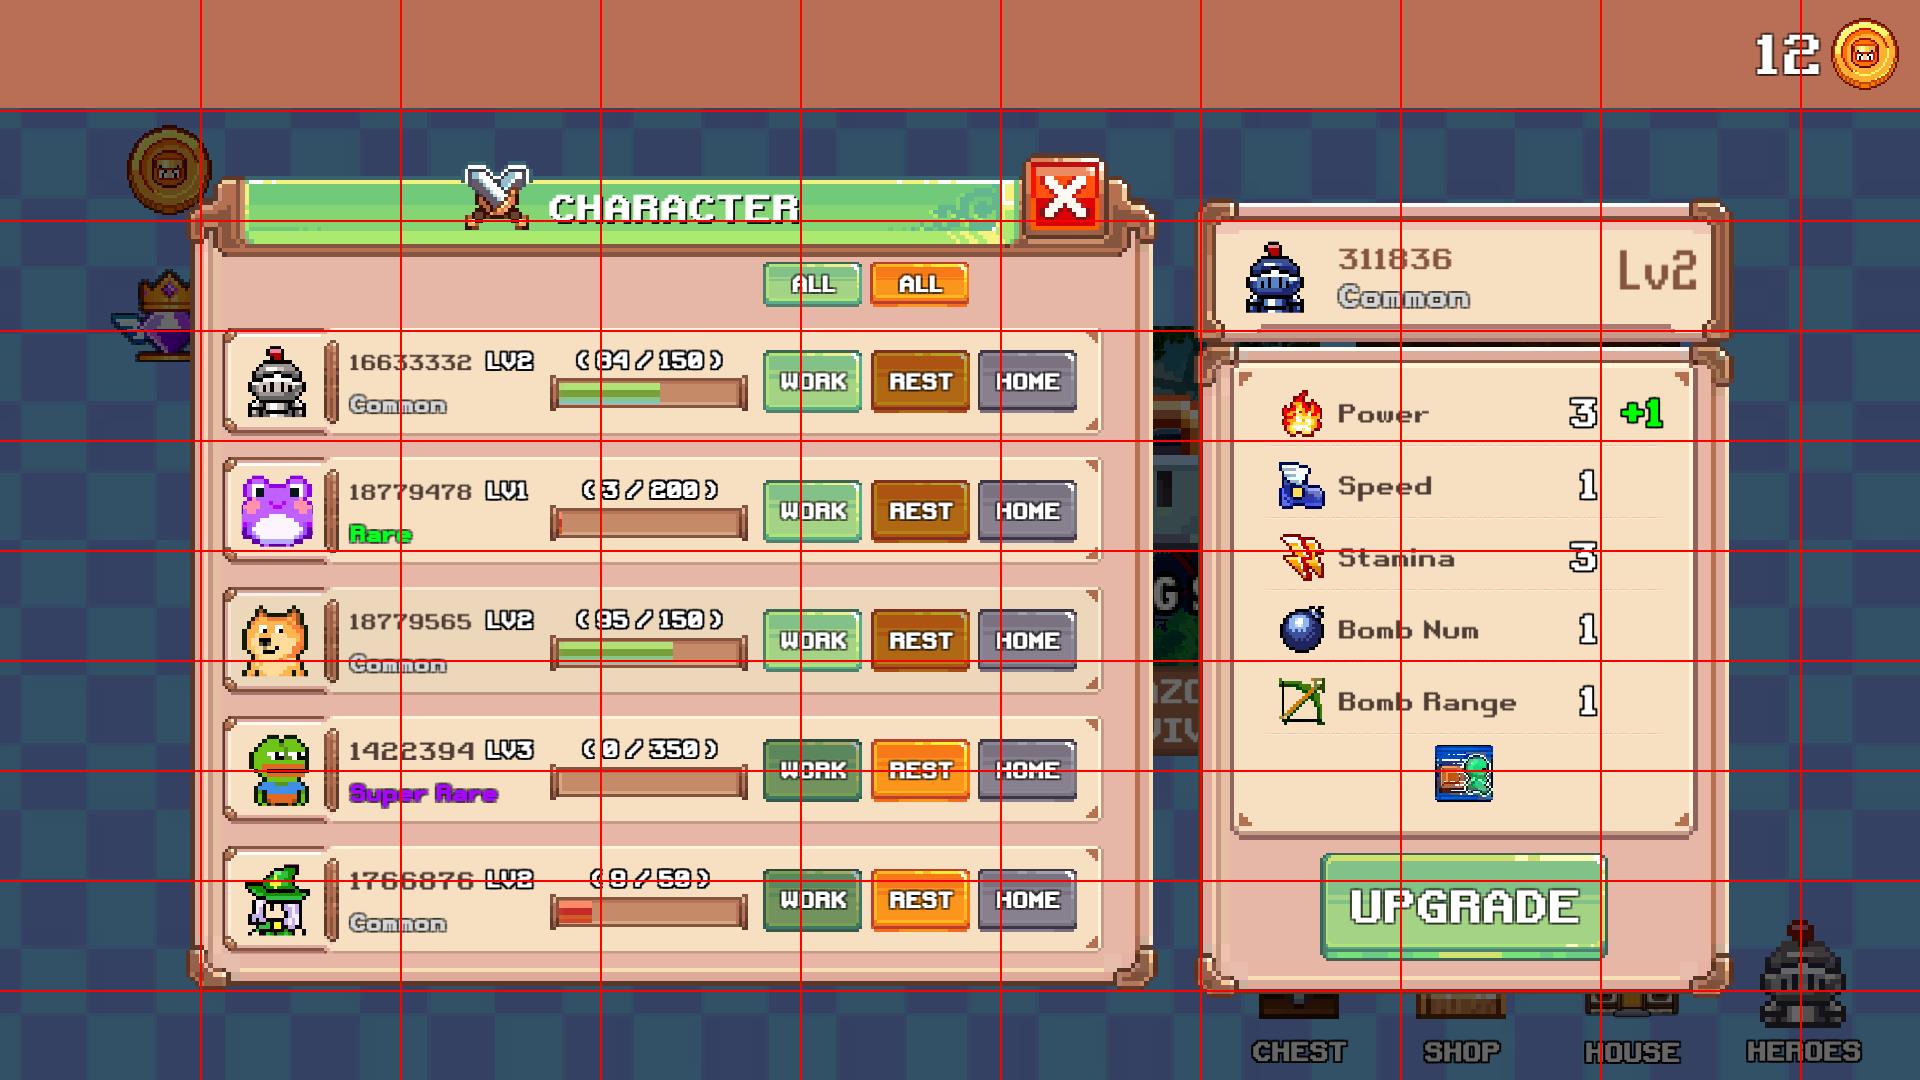 12
CHARACTER
ALL ALL
16633332 LV2 ( 84 / 150 ) WORK REST HOME
Common
18779478 LV1 ( 3 / 200 ) WORK REST HOME
Rare
18779565 LV2 ( 95 / 150 ) WORK REST HOME
Common
1422394 LV3 ( 0 / 350 ) WORK REST HOME
Super Rare
1766876 LV2 ( 9 / 50 ) WORK REST HOME
Common
311836 Lv2
Common
Power 3 +1
Speed 1
Stamina 3
Bomb Num 1
Bomb Range 1
UPGRADE
CHEST SHOP HOUSE HEROES